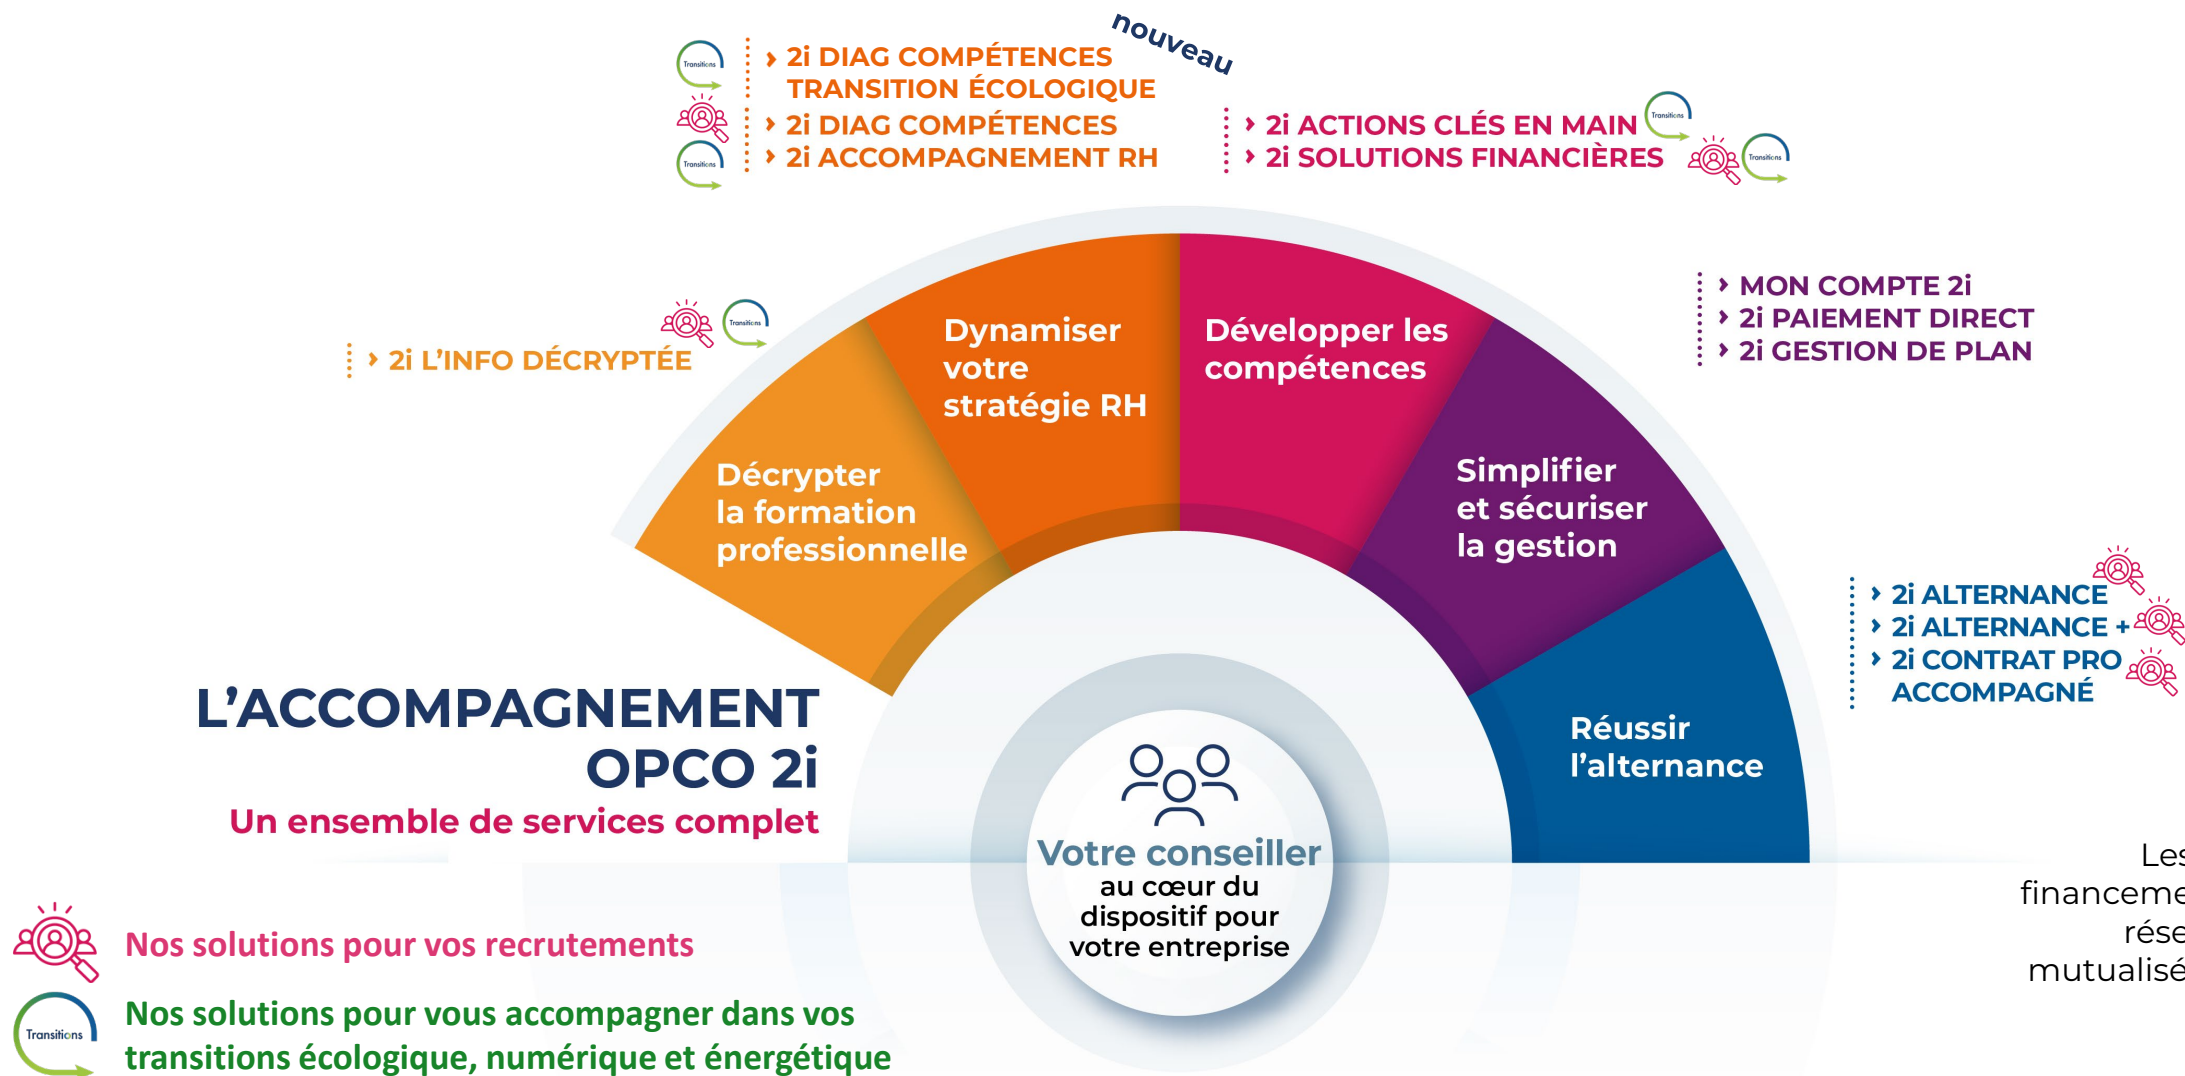 nouveau
Transitions
› 2i DIAG COMPÉTENCES
TRANSITION ÉCOLOGIQUE
› 2i DIAG COMPÉTENCES
› 2i ACCOMPAGNEMENT RH
Transitions
› 2i ACTIONS CLÉS EN MAIN
Transitions
› 2i SOLUTIONS FINANCIÈRES
Transitions
› 2i L’INFO DÉCRYPTÉE
Transitions
› MON COMPTE 2i
› 2i PAIEMENT DIRECT
› 2i GESTION DE PLAN
Décrypter
la formation
professionnelle
Dynamiser
votre
stratégie RH
Développer les
compétences
Simplifier
et sécuriser
la gestion
Réussir
l’alternance
› 2i ALTERNANCE
› 2i ALTERNANCE +
› 2i CONTRAT PRO
ACCOMPAGNÉ
L’ACCOMPAGNEMENT
OPCO 2i
Un ensemble de services complet
Votre conseiller
au cœur du
dispositif pour
votre entreprise
Nos solutions pour vos recrutements
Transitions
Nos solutions pour vous accompagner dans vos
transitions écologique, numérique et énergétique
Les